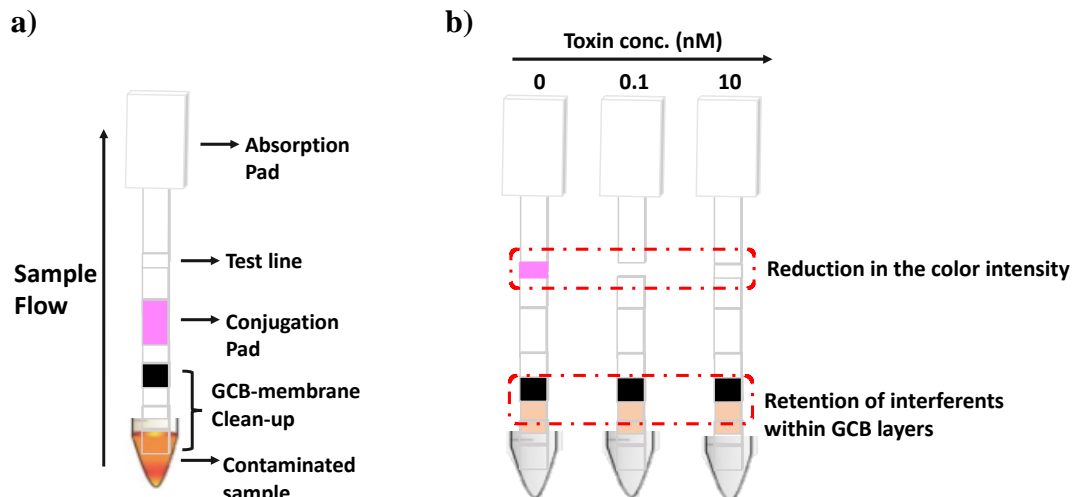 a)
Absorption
Pad
Test line
Sample
Flow
Conjugation
Pad
GCB-membrane
Clean-up
Contaminated
sample
b)
Toxin conc. (nM)
0 0.1 10
Reduction in the color intensity
Retention of interferents
within GCB layers